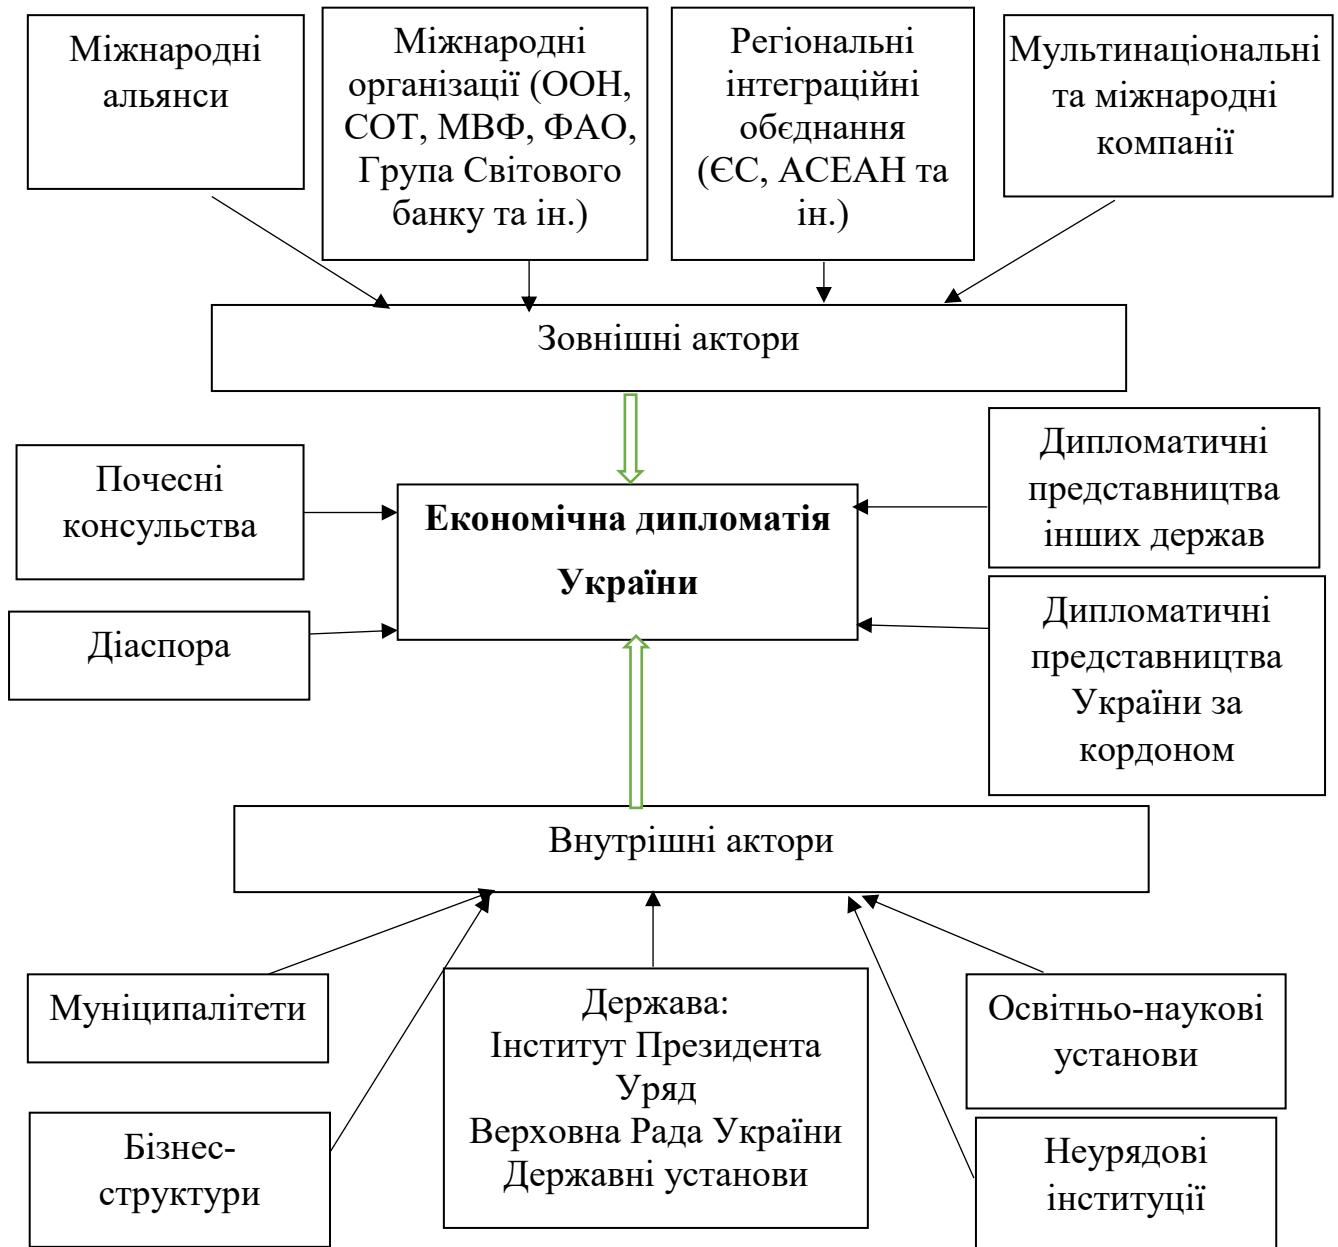 Міжнародні
альянси
Міжнародні
організації (ООН,
СОТ, МВФ, ФАО,
Група Світового
банку та ін.)
Регіональні
інтеграційні
обєднання
(ЄС, АСЕАН та
ін.)
Мультинаціональні
та міжнародні
компанії
Зовнішні актори
Почесні
консульства
Діаспора
Економічна дипломатія
України
Дипломатичні
представництва
інших держав
Дипломатичні
представництва
України за
кордоном
Внутрішні актори
Муніципалітети
Бізнес-
структури
Держава:
Інститут Президента
Уряд
Верховна Рада України
Державні установи
Освітньо-наукові
установи
Неурядові
інституції